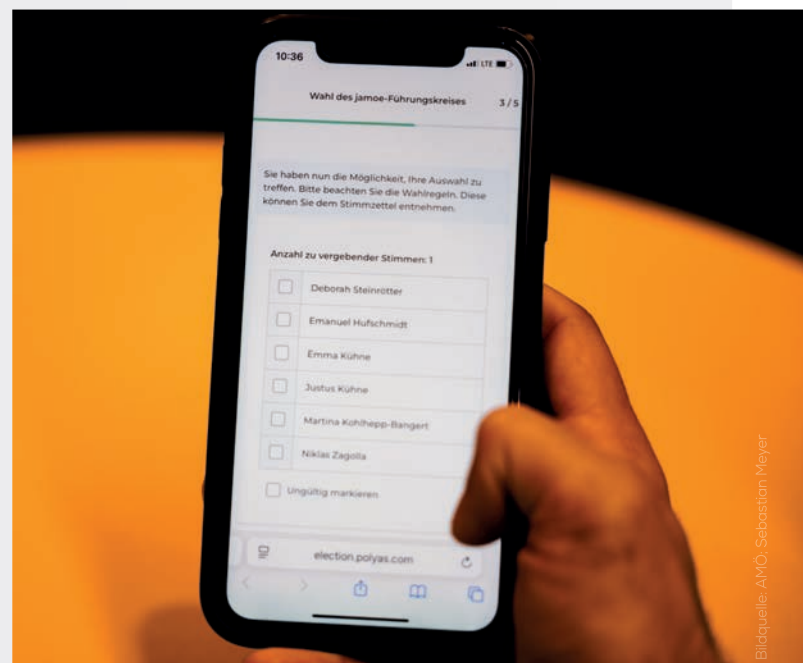 10:36
LTE
Wahl des jamoe-Führungskreises 3 / 5
Sie haben nun die Möglichkeit, Ihre Auswahl zu
treffen. Bitte beachten Sie die Wahlregeln. Diese
können Sie dem Stimmzettel entnehmen.
Anzahl zu vergebender Stimmen: 1
Deborah Steinrötter
Emanuel Hufschmidt
Emma Kühne
Justus Kühne
Martina Kohlhepp-Bangert
Niklas Zagolla
Ungültig markieren
election.polyas.com
Bildquelle: AMÖ; Sebastian Meyer